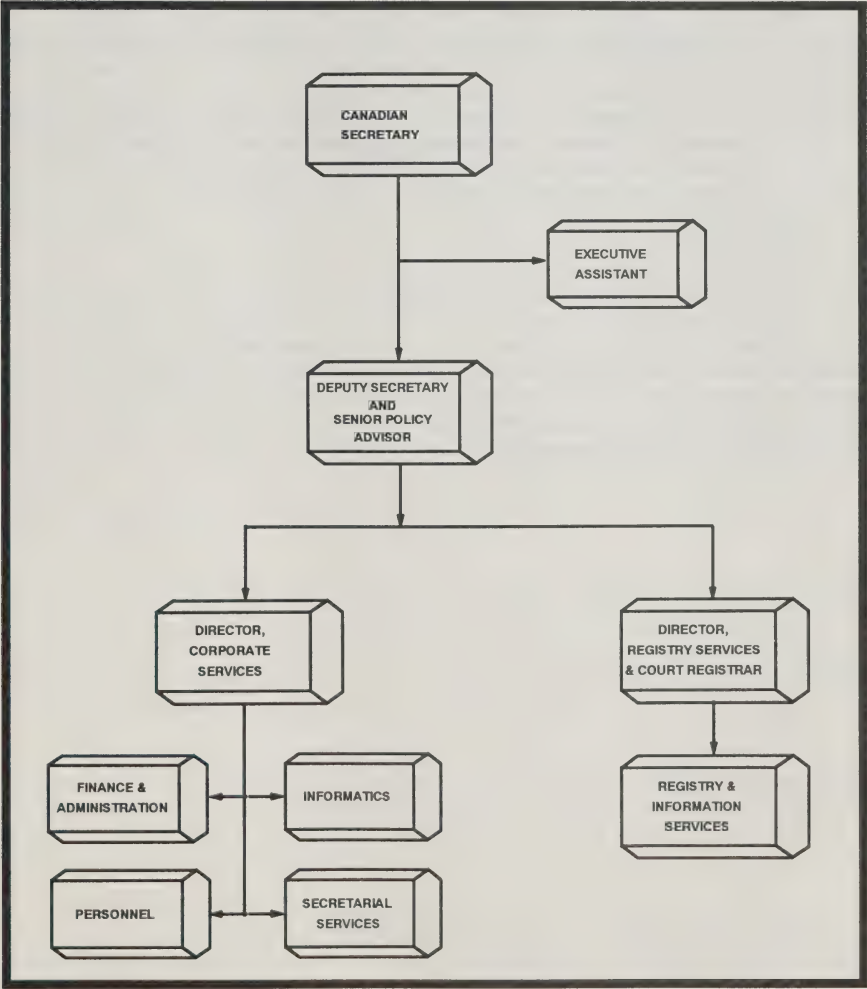 CANADIAN
SECRETARY
EXECUTIVE
ASSISTANT
DEPUTY SECRETARY
AND
SENIOR POLICY
ADVISOR
DIRECTOR,
CORPORATE
SERVICES
DIRECTOR,
REGISTRY SERVICES
& COURT REGISTRAR
FINANCE &
ADMINISTRATION
INFORMATICS
REGISTRY &
INFORMATION
SERVICES
PERSONNEL
SECRETARIAL
SERVICES